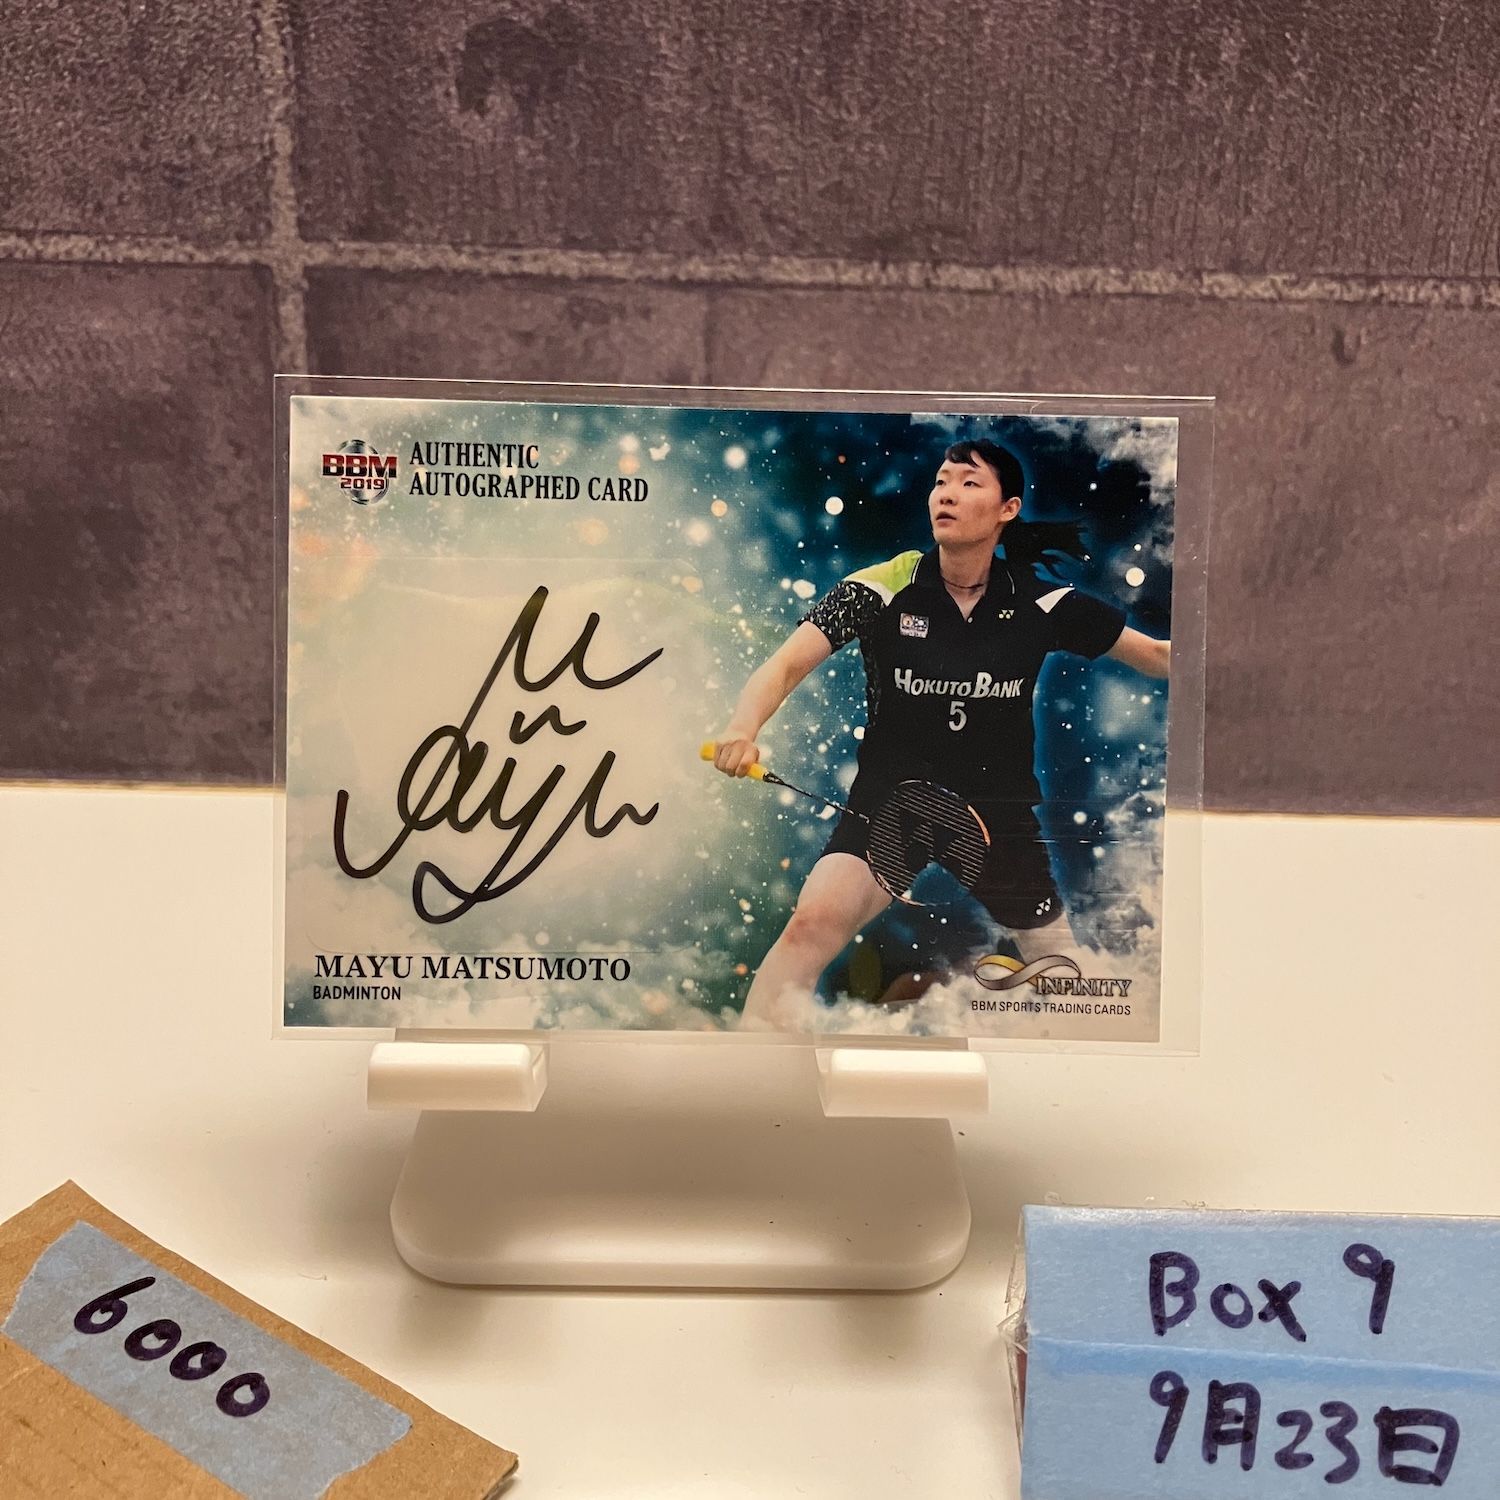 BBM
2019
AUTHENTIC
AUTOGRAPHED CARD
HOKUTO BANK
5
MAYU MATSUMOTO
BADMINTON
INFINITY
BBM SPORTS TRADING CARDS
6000
Box 9
9月23日